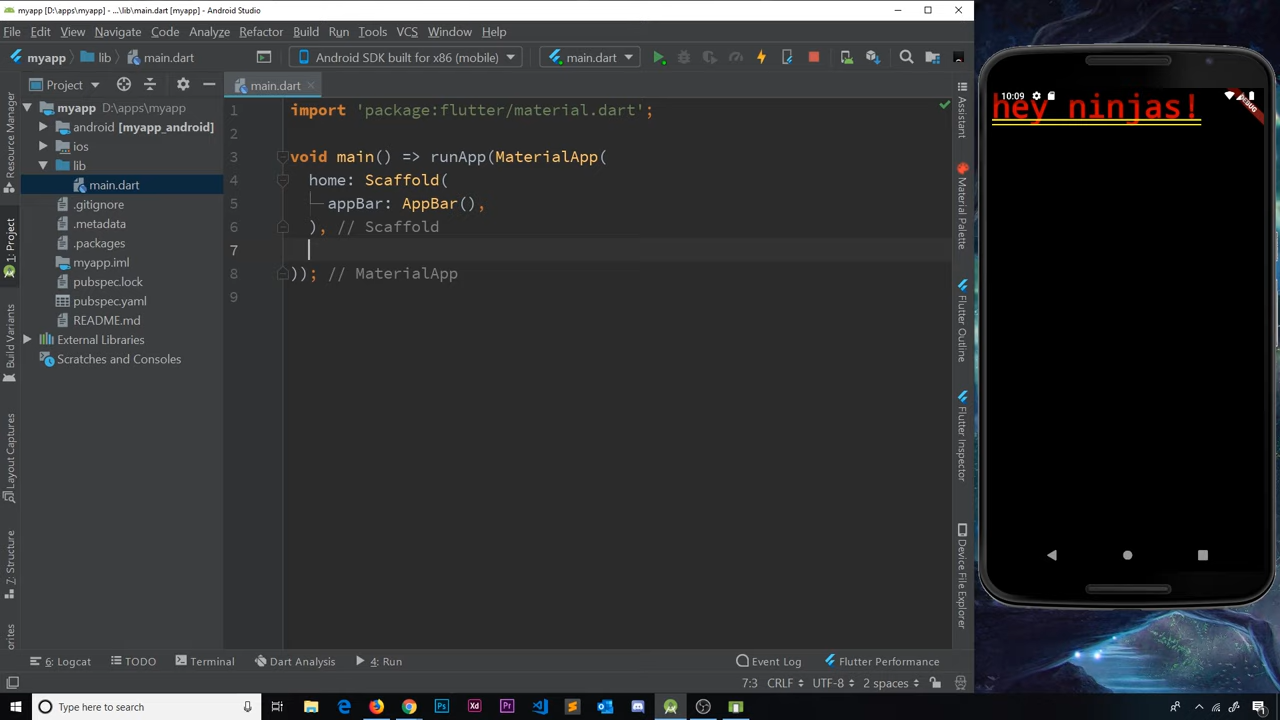 myapp [D:\apps\myapp] - ...\lib\main.dart [myapp] - Android Studio
File Edit View Navigate Code Analyze Refactor Build Run Tools VCS Window Help
myapp lib main.dart Android SDK built for x86 (mobile) main.dart
Project main.dart
myapp D:\apps\myapp
android [myapp_android]
ios
lib
main.dart
.gitignore
.metadata
.packages
myapp.iml
pubspec.lock
pubspec.yaml
README.md
External Libraries
Scratches and Consoles
Resource Manager
1: Project
Build Variants
Layout Captures
7: Structure
orites
1 import 'package:flutter/material.dart';
2
3 void main() => runApp(MaterialApp(
4 home: Scaffold(
5 appBar: AppBar(),
6 ), // Scaffold
7
8 )); // MaterialApp
9
Assistant
Material Palette
Flutter Outline
Flutter Inspector
Device File Explorer
10:09
hey ninjas!
DEBUG
6: Logcat TODO Terminal Dart Analysis 4: Run Event Log Flutter Performance
7:3 CRLF UTF-8 2 spaces
Type here to search